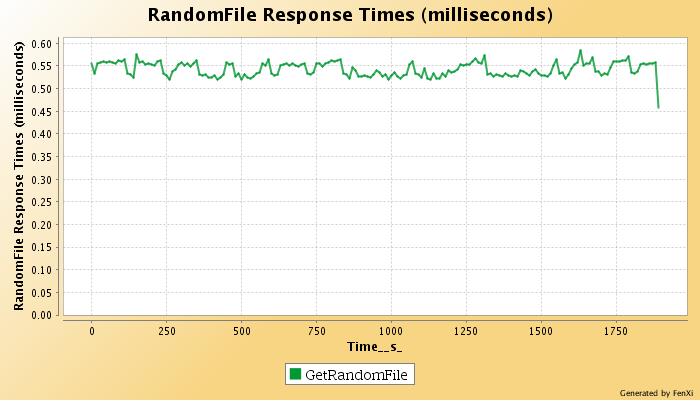 RandomFile Response Times (milliseconds)
RandomFile Response Times (milliseconds)
0.60
0.55
0.50
0.45
0.40
0.35
0.30
0.25
0.20
0.15
0.10
0.05
0.00
0 250 500 750 1000 1250 1500 1750
Time__s_
GetRandomFile
Generated by FenXi